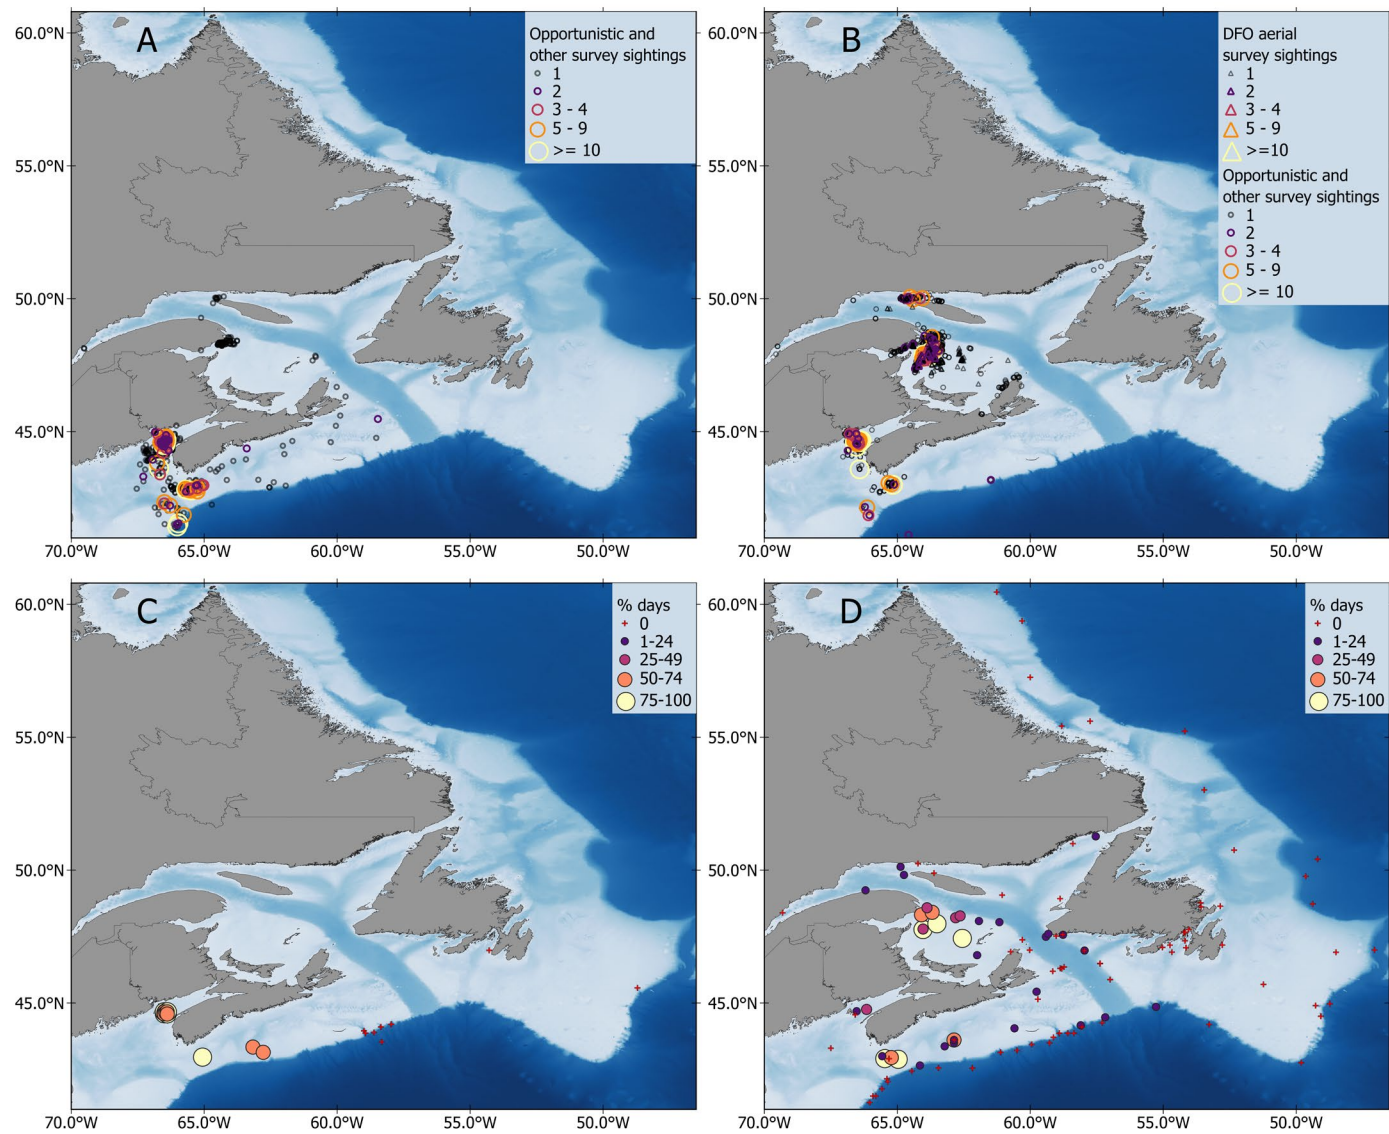 A
Opportunistic and
other survey sightings
1
2
3 - 4
5 - 9
>= 10
60.0°N
55.0°N
50.0°N
45.0°N
70.0°W
65.0°W
60.0°W
55.0°W
50.0°W
B
DFO aerial
survey sightings
1
2
3 - 4
5 - 9
>=10
Opportunistic and
other survey sightings
1
2
3 - 4
5 - 9
>= 10
60.0°N
55.0°N
50.0°N
45.0°N
70.0°W
65.0°W
60.0°W
55.0°W
50.0°W
C
% days
0
1-24
25-49
50-74
75-100
60.0°N
55.0°N
50.0°N
45.0°N
70.0°W
65.0°W
60.0°W
55.0°W
50.0°W
D
% days
0
1-24
25-49
50-74
75-100
60.0°N
55.0°N
50.0°N
45.0°N
70.0°W
65.0°W
60.0°W
55.0°W
50.0°W